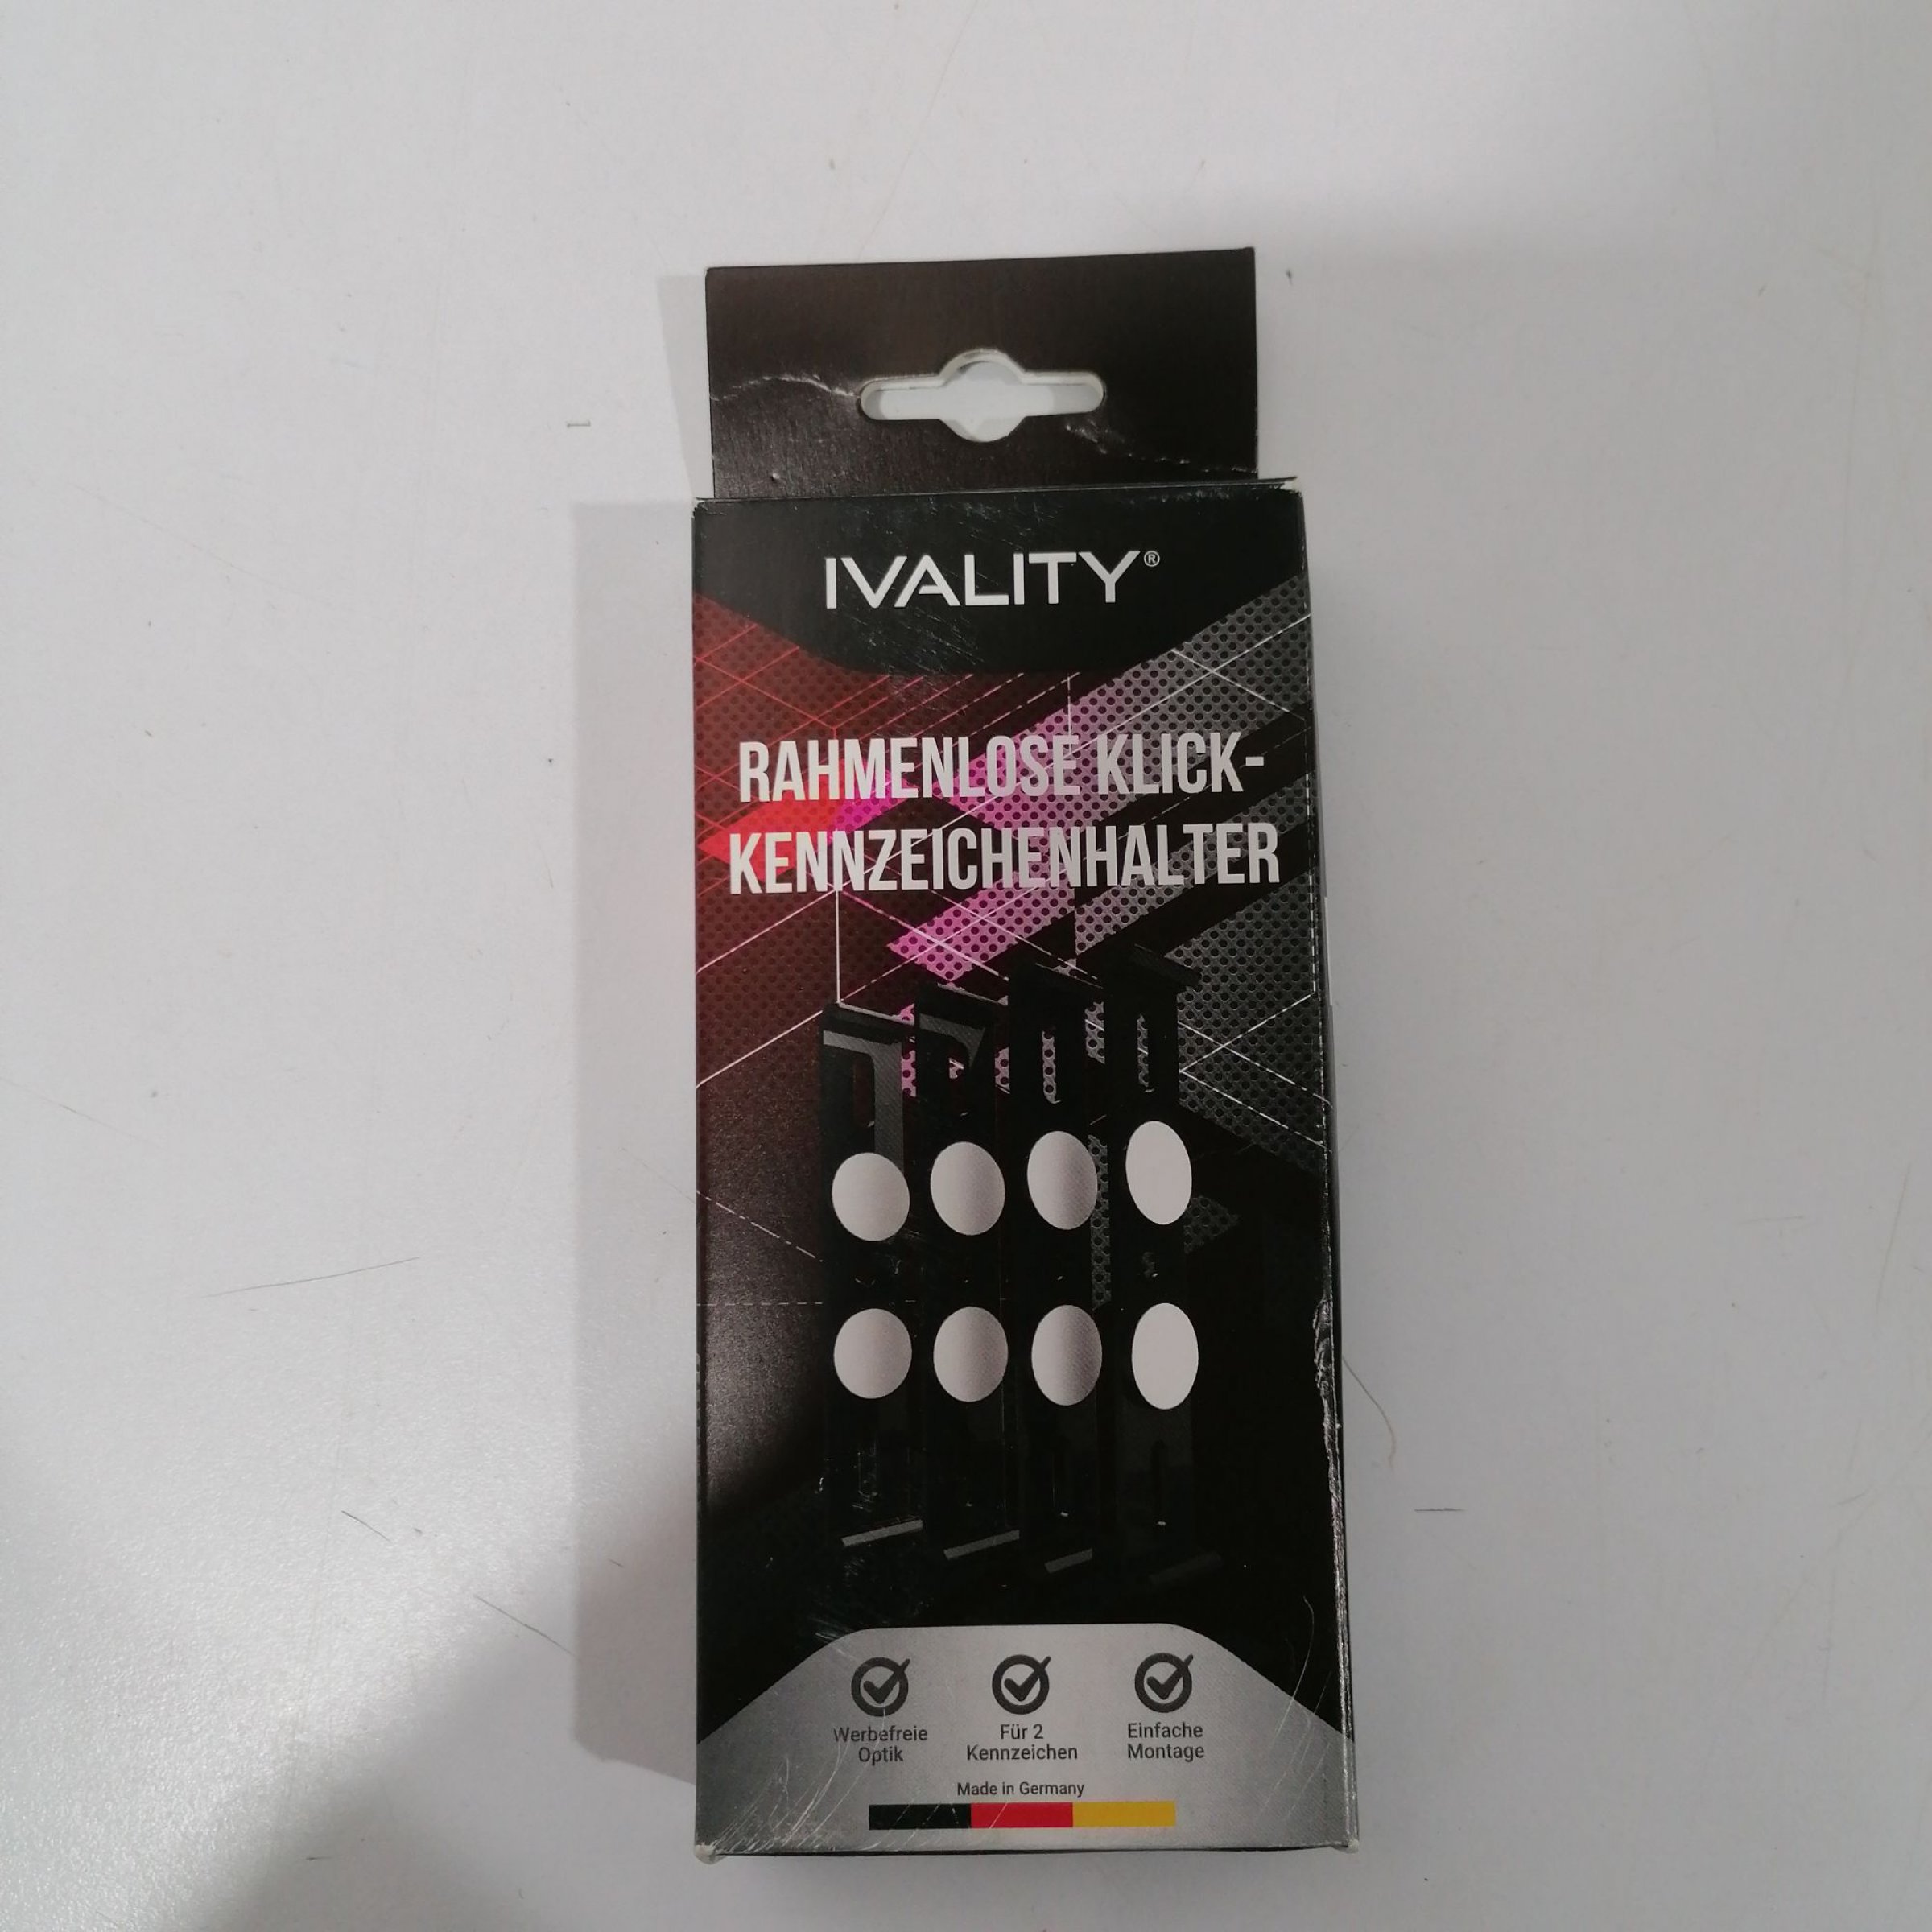 IVALITY®
RAHMENLOSE KLICK-
KENNZEICHENHALTER
Werbefreie
Optik
Für 2
Kennzeichen
Einfache
Montage
Made in Germany